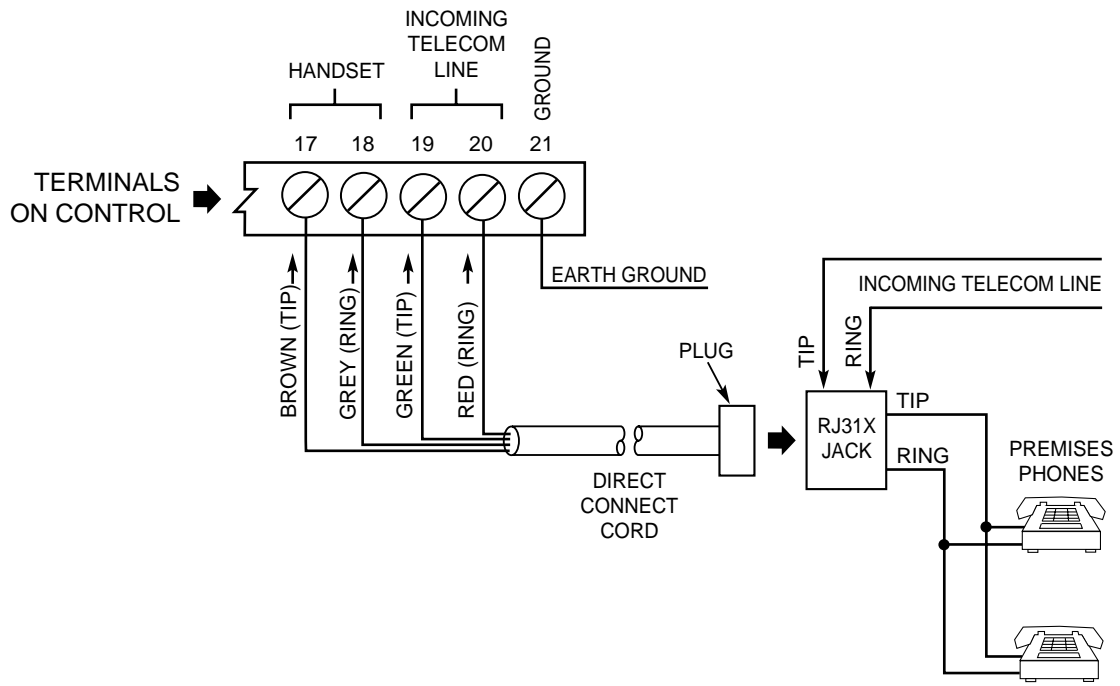 INCOMING
TELECOM
LINE
HANDSET
GROUND
17 18 19 20 21
TERMINALS
ON CONTROL
BROWN (TIP)
GREY (RING)
GREEN (TIP)
RED (RING)
EARTH GROUND
INCOMING TELECOM LINE
TIP
RING
PLUG
RJ31X
JACK
TIP
RING
DIRECT
CONNECT
CORD
PREMISES
PHONES